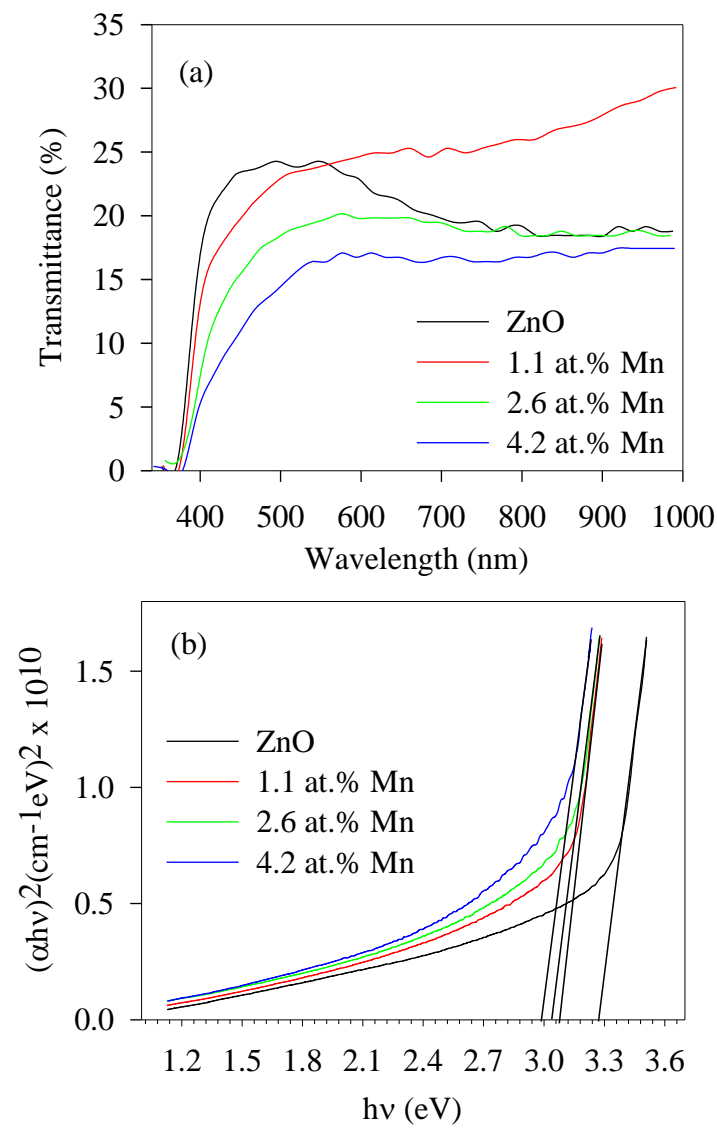 35
(a)
30
25
20
15
10
5
0
Transmittance (%)
ZnO
1.1 at.% Mn
2.6 at.% Mn
4.2 at.% Mn
400 500 600 700 800 900 1000
Wavelength (nm)
(b)
1.5
1.0
0.5
0.0
(αhν)2(cm-1eV)2 x 1010
ZnO
1.1 at.% Mn
2.6 at.% Mn
4.2 at.% Mn
1.2 1.5 1.8 2.1 2.4 2.7 3.0 3.3 3.6
hν (eV)